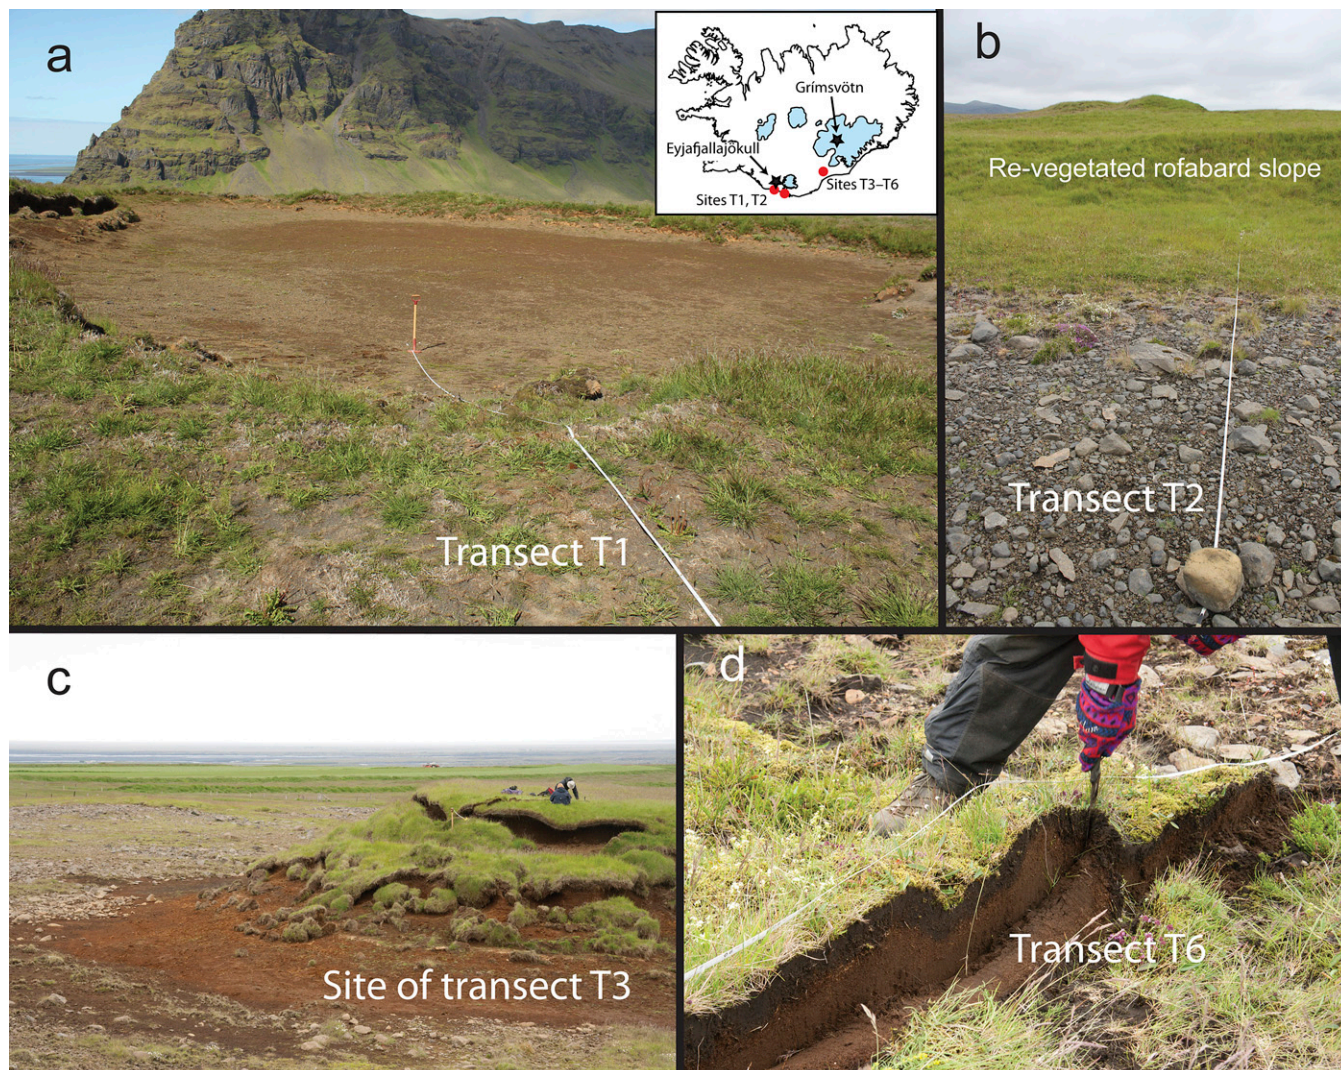 a
Grímsvötn
Eyjafjallajökull
Sites T3–T6
Sites T1, T2
Transect T1
b
Re-vegetated rofabard slope
Transect T2
c
Site of transect T3
d
Transect T6